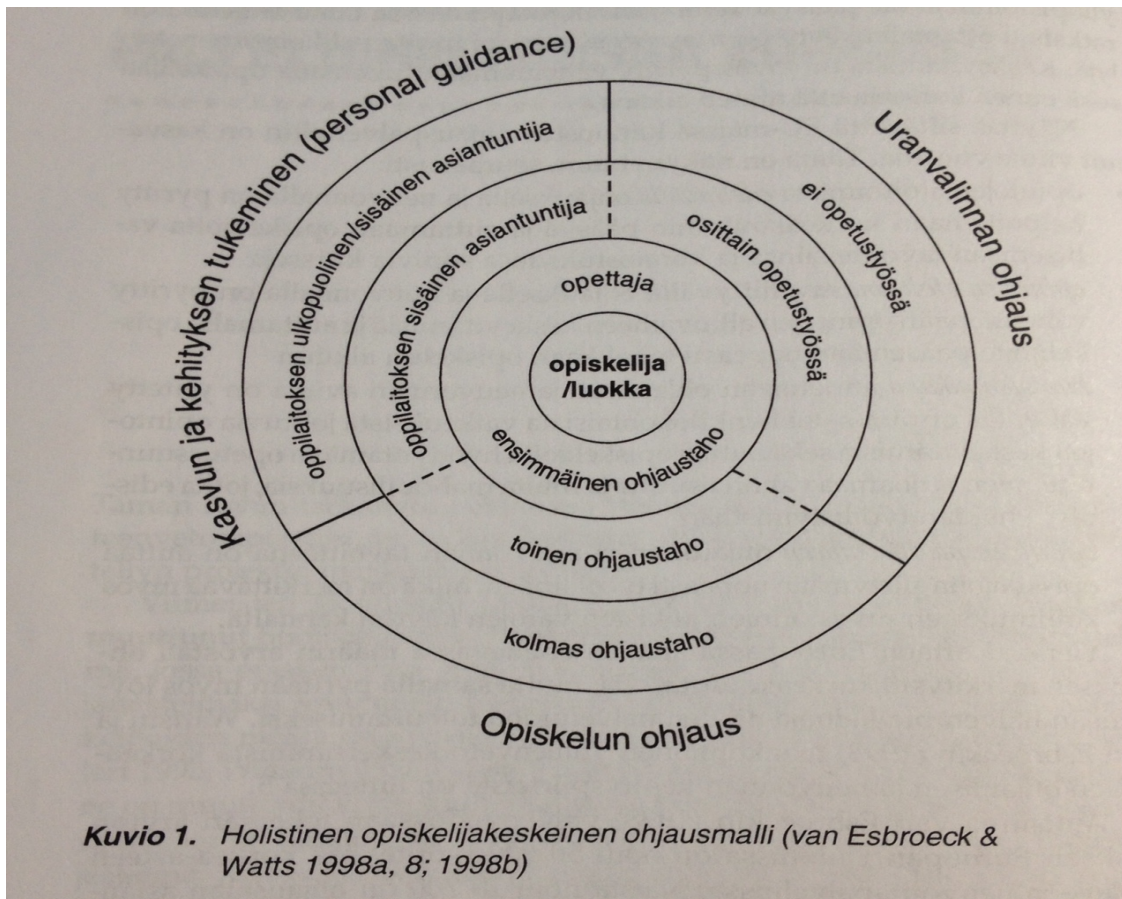 Kasvun ja kehityksen tukeminen (personal guidance)
Uranvalinnan ohjaus
oppilaitoksen ulkopuolinen/sisäinen asiantuntija
ei opetustyössä
oppilaitoksen sisäinen asiantuntija
osittain opetustyössä
opettaja
opiskelija
/luokka
ensimmäinen ohjaustaho
toinen ohjaustaho
kolmas ohjaustaho
Opiskelun ohjaus
Kuvio 1. Holistinen opiskelijakeskeinen ohjausmalli (van Esbroeck &
Watts 1998a, 8; 1998b)